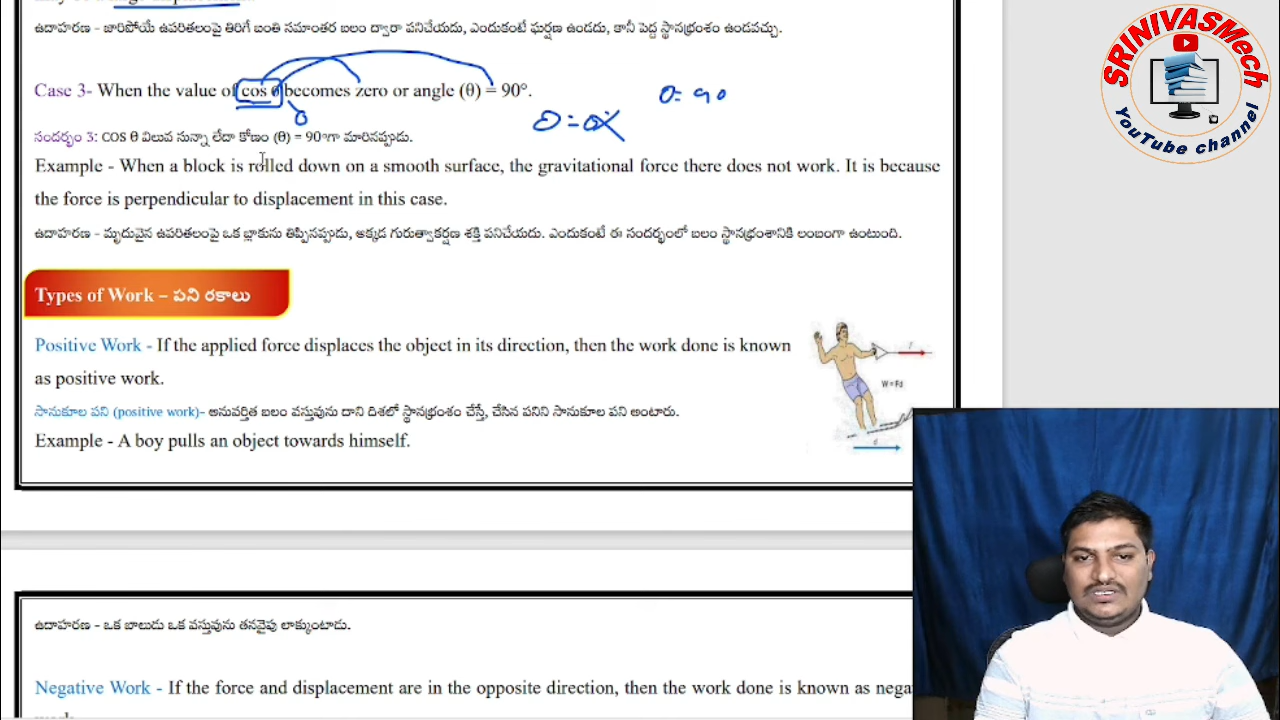 ఉదాహరణ - జారిపోయే ఉపరితలంపై తిరిగే బంతి సమాంతర బలం ద్వారా పనిచేయదు, ఎందుకంటే ఘర్షణ ఉండదు, కానీ పెద్ద స్థానభ్రంశం ఉండవచ్చు.
Case 3- When the value of cos θ becomes zero or angle (θ) = 90°.
θ = 90
θ = 0
0
సందర్భం 3: COS θ విలువ సున్నా లేదా కోణం (θ) = 90°గా మారినప్పుడు.
Example - When a block is rolled down on a smooth surface, the gravitational force there does not work. It is because
the force is perpendicular to displacement in this case.
ఉదాహరణ - మృదువైన ఉపరితలంపై ఒక బ్లాకును తిప్పినప్పుడు, అక్కడ గురుత్వాకర్షణ శక్తి పనిచేయదు. ఎందుకంటే ఈ సందర్భంలో బలం స్థానభ్రంశానికి లంబంగా ఉంటుంది.
Types of Work – పని రకాలు
Positive Work - If the applied force displaces the object in its direction, then the work done is known
as positive work.
సానుకూల పని (positive work)- అనువర్తిత బలం వస్తువును దాని దిశలో స్థానభ్రంశం చేస్తే, చేసిన పనిని సానుకూల పని అంటారు.
Example - A boy pulls an object towards himself.
F
W = Fd
d
ఉదాహరణ - ఒక బాలుడు ఒక వస్తువును తనవైపు లాక్కుంటాడు.
Negative Work - If the force and displacement are in the opposite direction, then the work done is known as nega
SRINIVASMech
YouTube channel